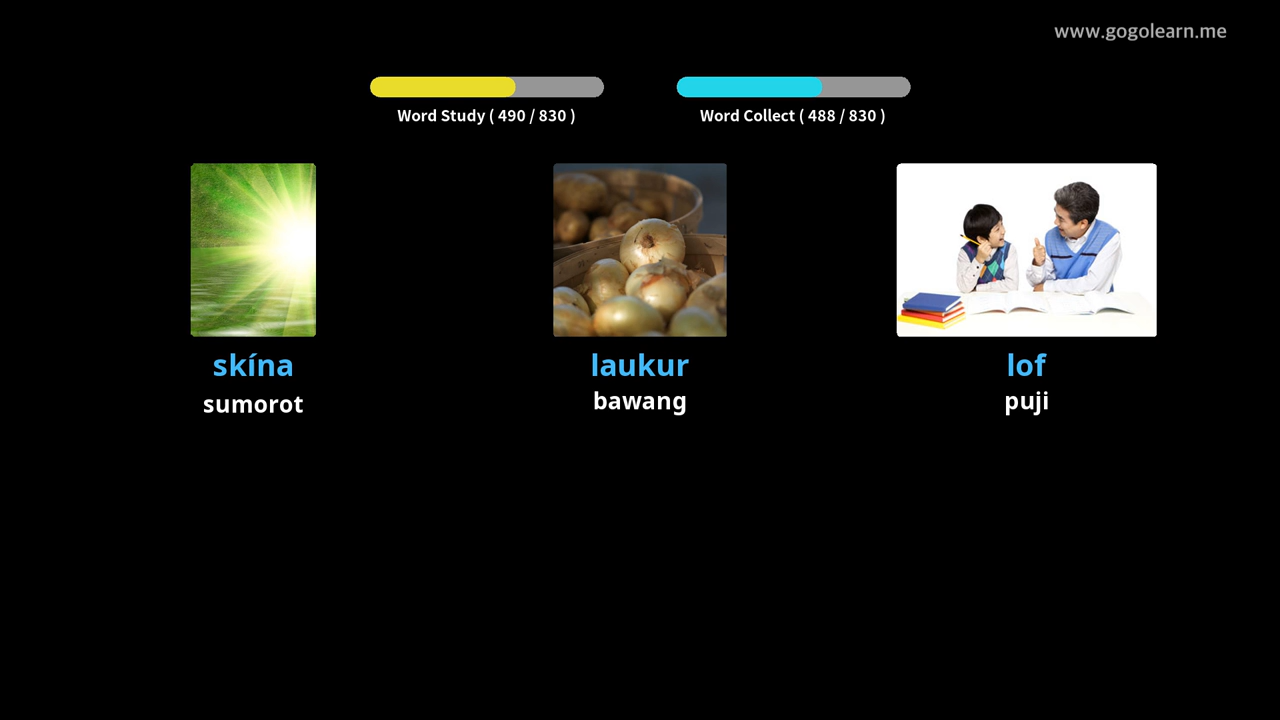 www.gogolearn.me
Word Study ( 490 / 830 )
Word Collect ( 488 / 830 )
skína
sumorot
laukur
bawang
lof
puji